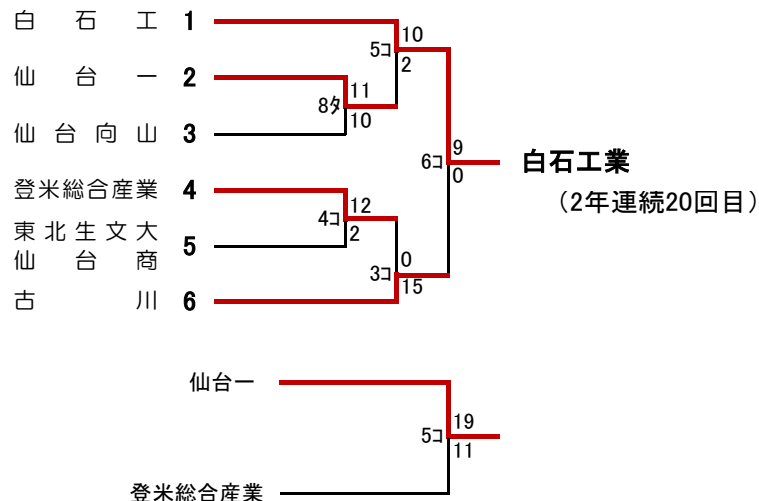 白石工 1
10
5コ
2
仙台一 2
11
8タ
10
仙台向山 3
9
6コ
0
白石工業
（2年連続20回目）
登米総合産業 4
12
4コ
2
東北生文大
仙台商 5
0
3コ
15
古川 6
仙台一
19
5コ
11
登米総合産業